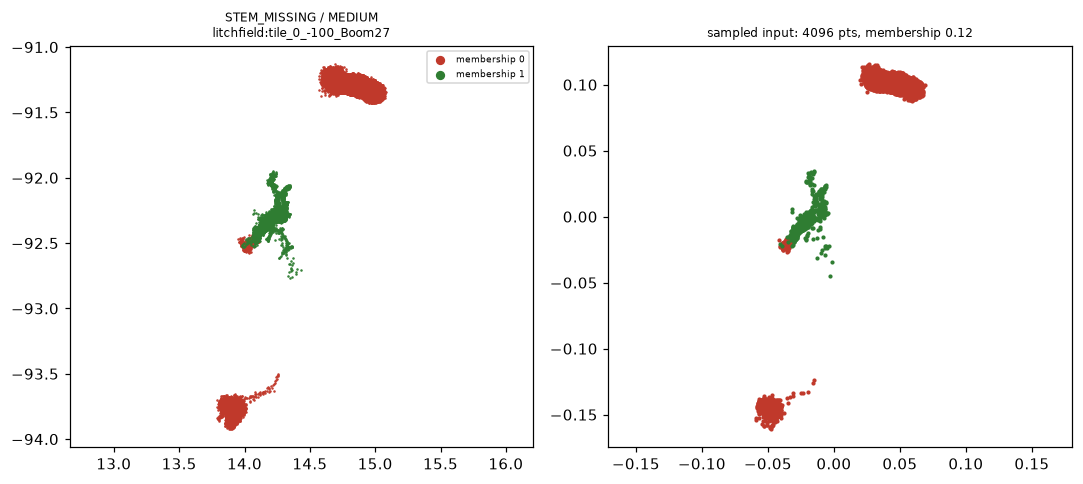 STEM_MISSING / MEDIUM
litchfield:tile_0_-100_Boom27
membership 0
membership 1
−91.0
−91.5
−92.0
−92.5
−93.0
−93.5
−94.0
13.0 13.5 14.0 14.5 15.0 15.5 16.0
sampled input: 4096 pts, membership 0.12
0.10
0.05
0.00
−0.05
−0.10
−0.15
−0.15 −0.10 −0.05 0.00 0.05 0.10 0.15